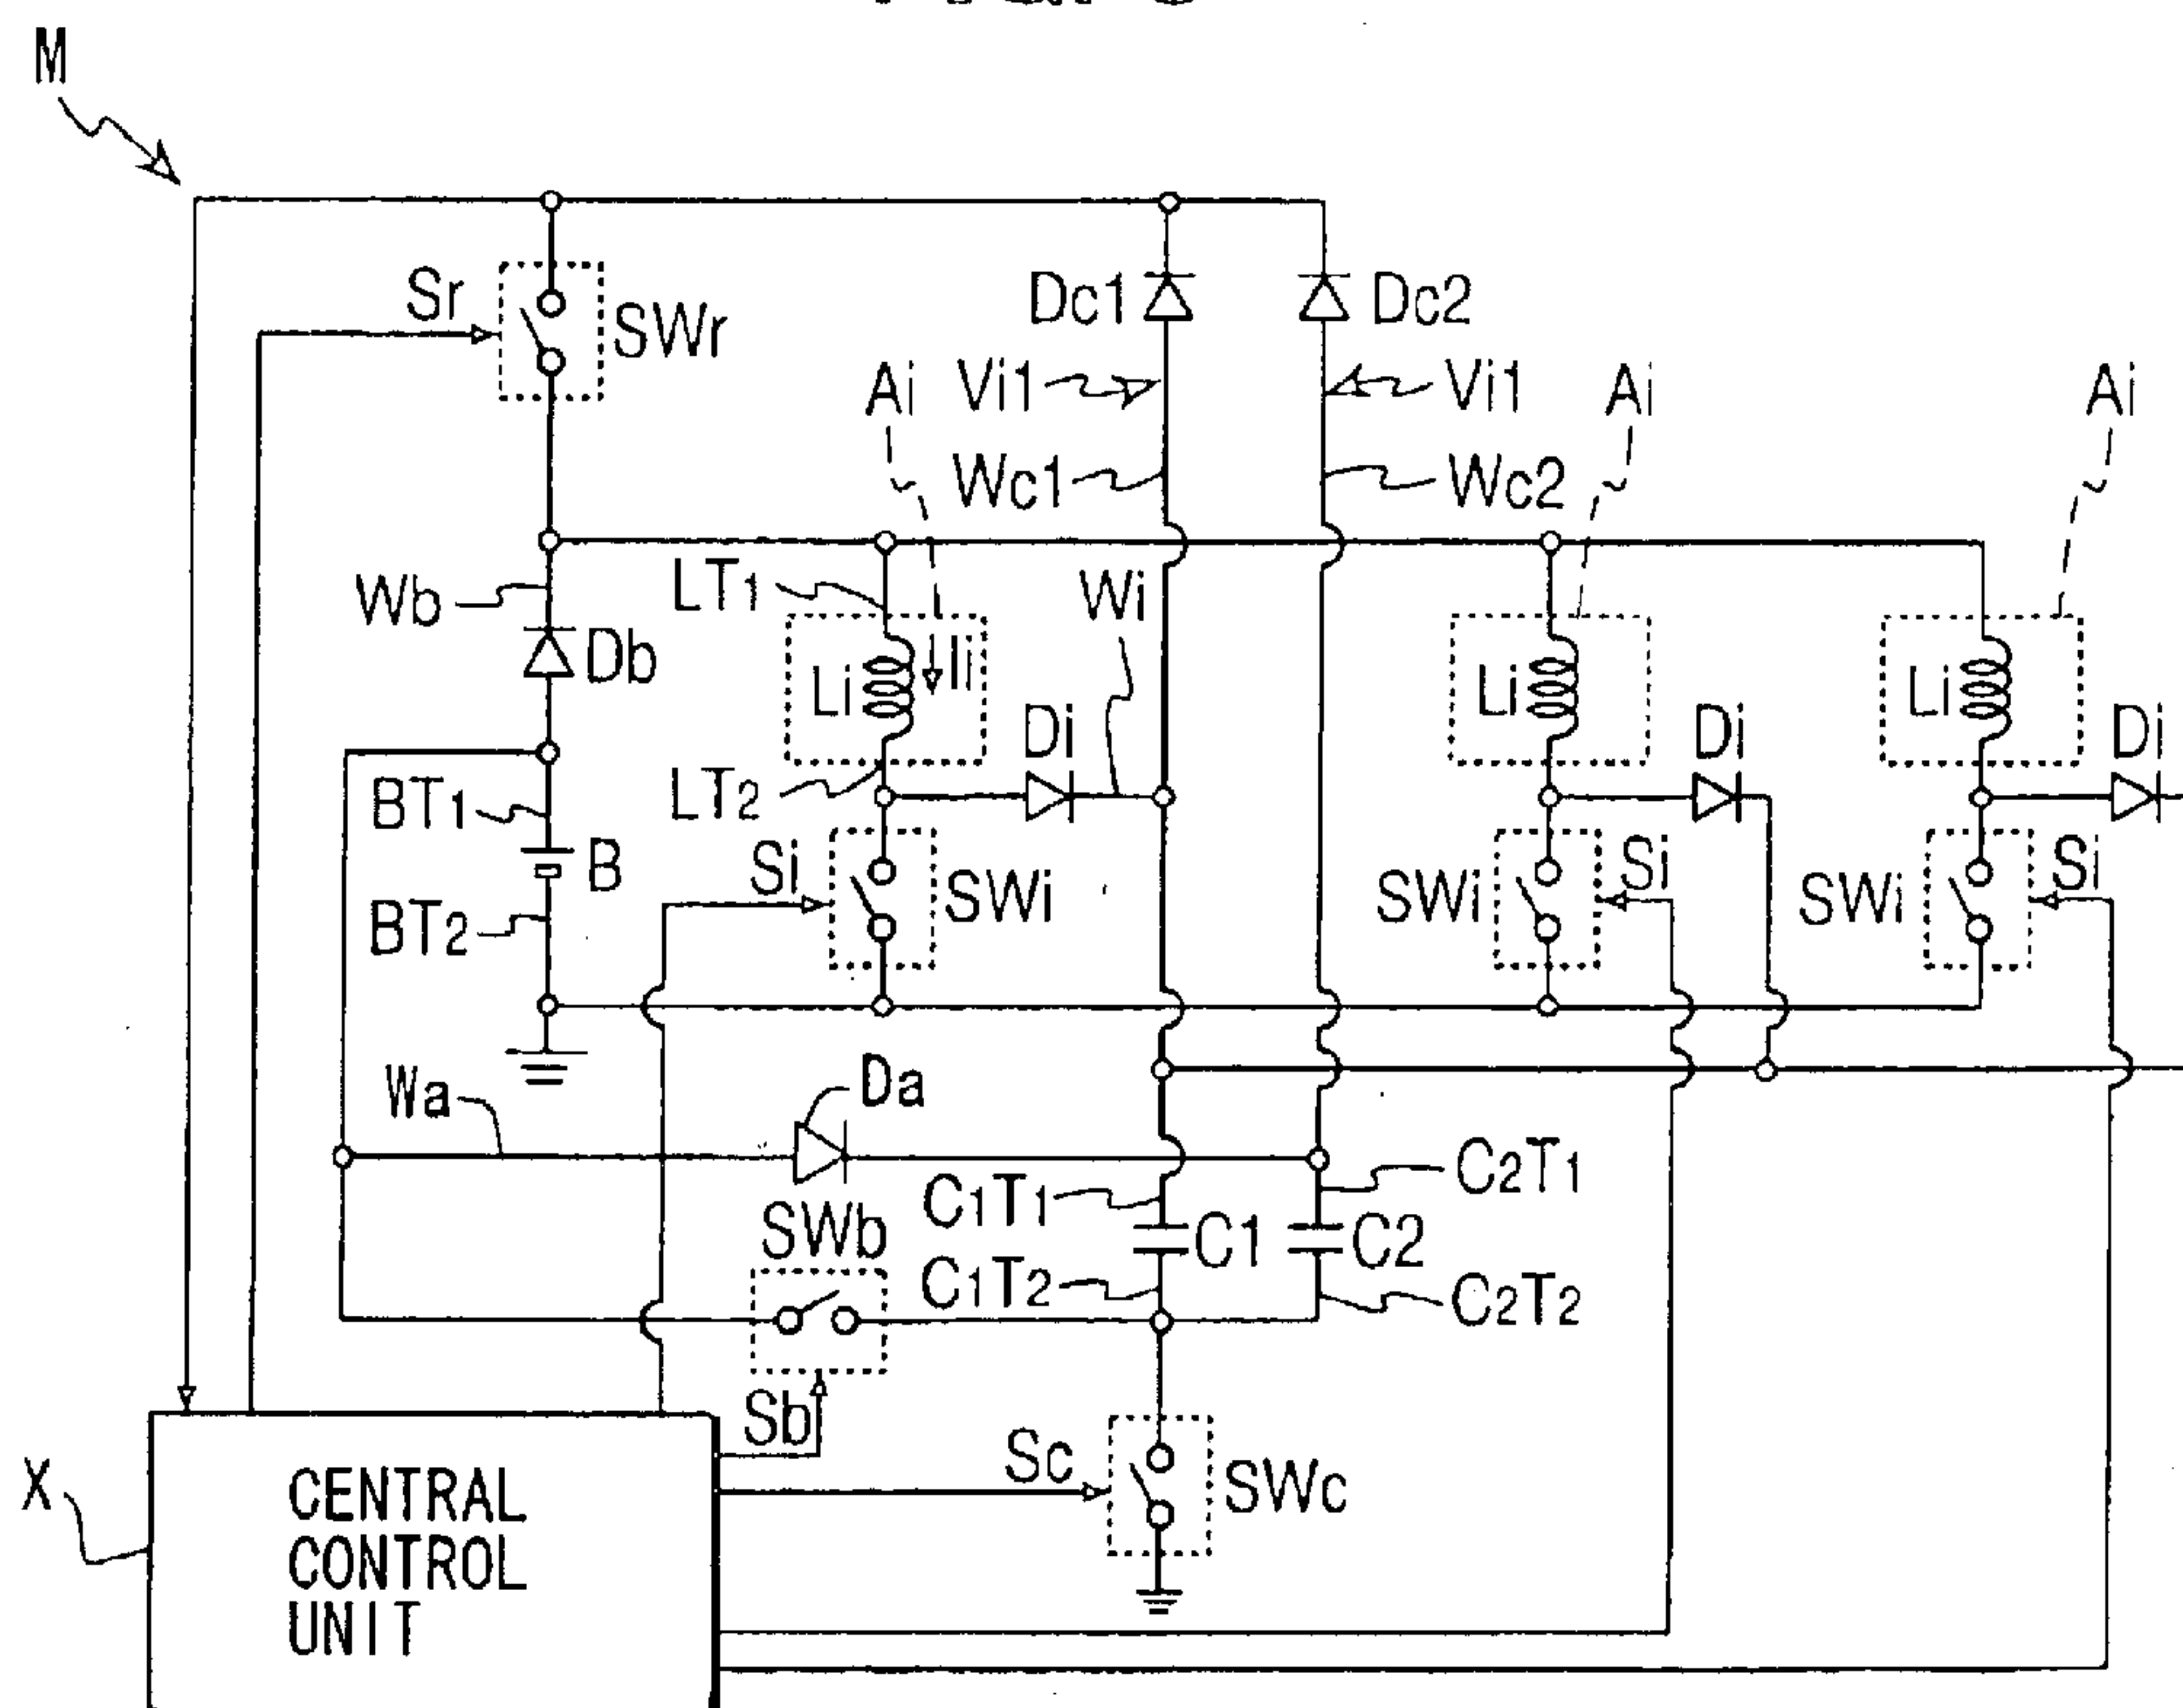 M
Sr
SWr
Dc1
Dc2
Ai
Vi1
Vi1
Ai
Ai
Wc1
Wc2
Wb
LT1
Wi
Db
Li
Ii
Di
Li
Di
Li
Di
BT1
LT2
B
Si
SWi
SWi
Si
SWi
Si
BT2
Wa
Da
C1T1
C2T1
SWb
C1
C2
C1T2
C2T2
Sb
Sc
SWc
X
CENTRAL
CONTROL
UNIT